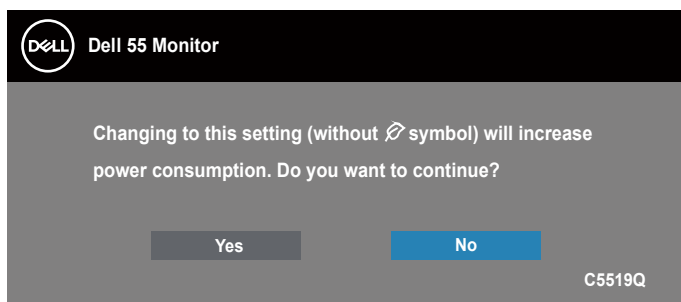 DELL Dell 55 Monitor
Changing to this setting (without symbol) will increase
power consumption. Do you want to continue?
Yes No
C5519Q